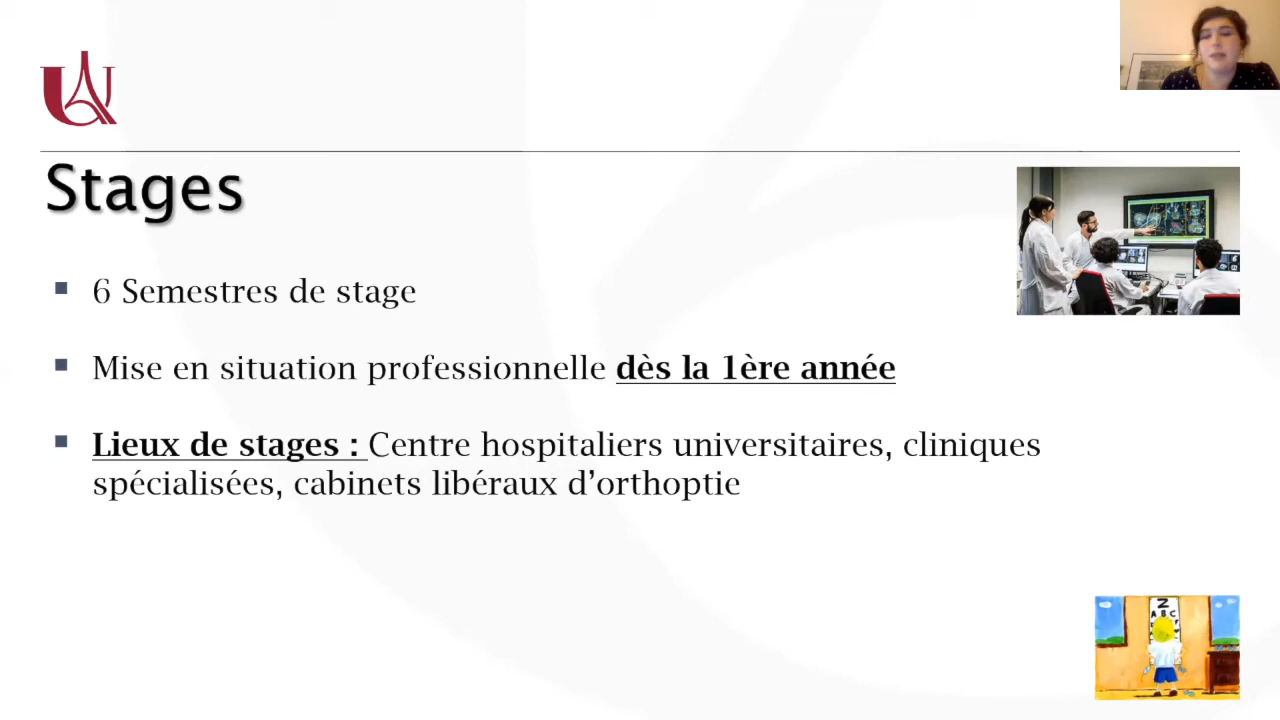 Stages
6 Semestres de stage
Mise en situation professionnelle dès la 1ère année
Lieux de stages : Centre hospitaliers universitaires, cliniques
spécialisées, cabinets libéraux d’orthoptie
Z
A B C